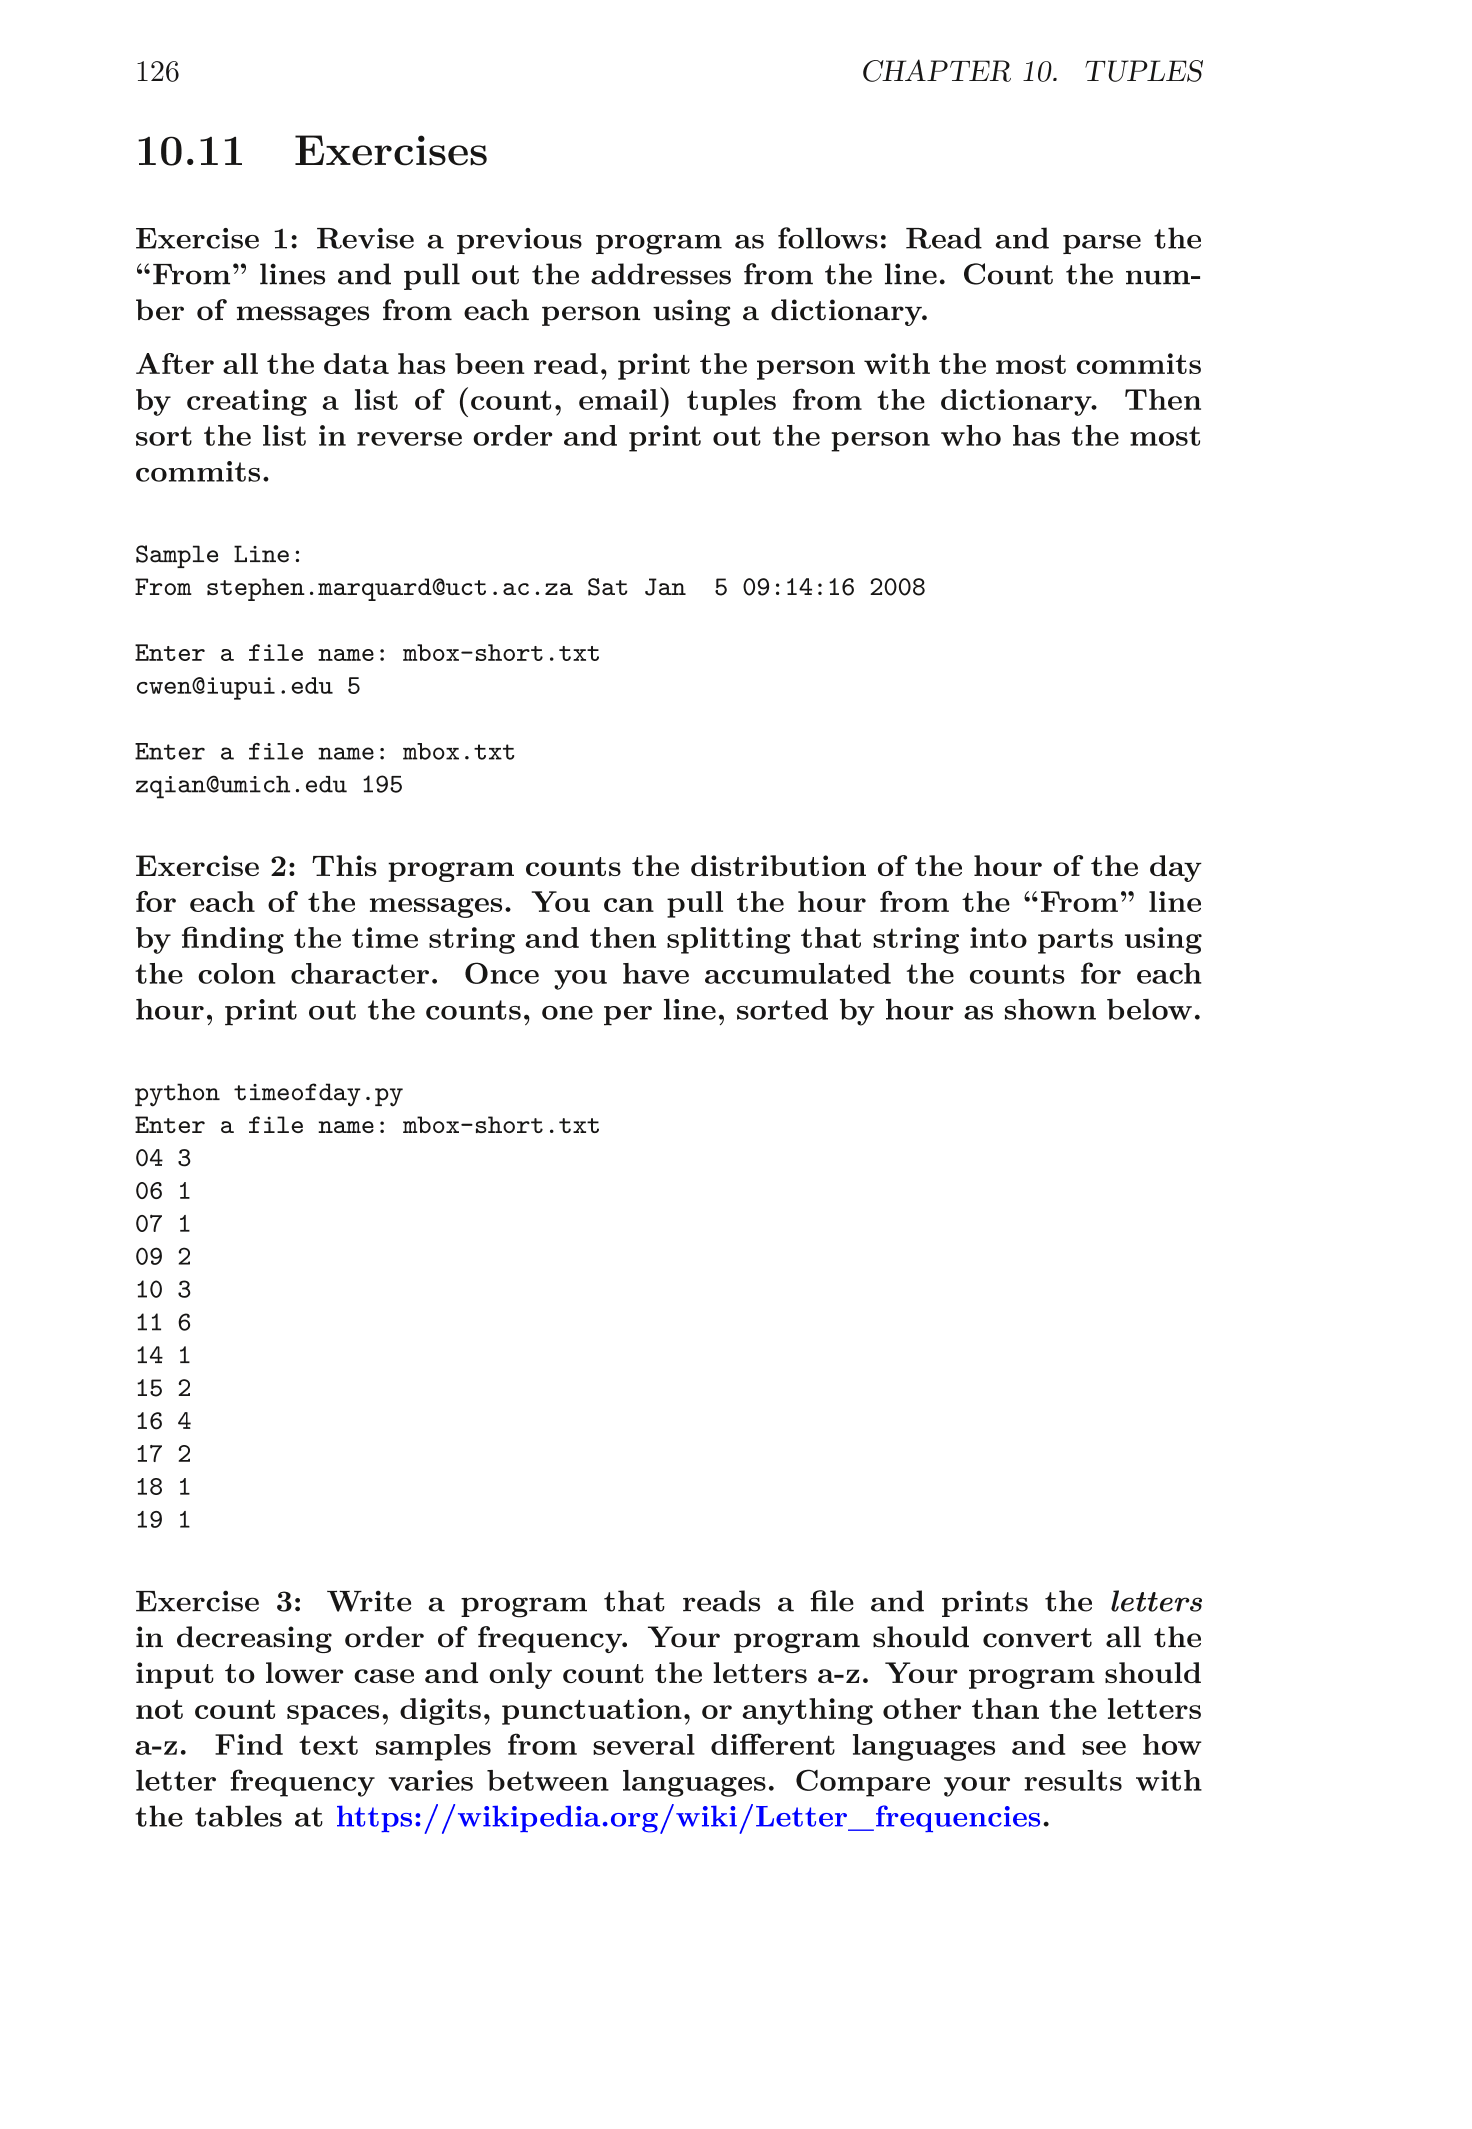 126 CHAPTER 10. TUPLES
10.11 Exercises
Exercise 1: Revise a previous program as follows: Read and parse the
“From” lines and pull out the addresses from the line. Count the num-
ber of messages from each person using a dictionary.
After all the data has been read, print the person with the most commits
by creating a list of (count, email) tuples from the dictionary. Then
sort the list in reverse order and print out the person who has the most
commits.
Sample Line:
From stephen.marquard@uct.ac.za Sat Jan  5 09:14:16 2008
Enter a file name: mbox-short.txt
cwen@iupui.edu 5
Enter a file name: mbox.txt
zqian@umich.edu 195
Exercise 2: This program counts the distribution of the hour of the day
for each of the messages. You can pull the hour from the “From” line
by finding the time string and then splitting that string into parts using
the colon character. Once you have accumulated the counts for each
hour, print out the counts, one per line, sorted by hour as shown below.
python timeofday.py
Enter a file name: mbox-short.txt
04 3
06 1
07 1
09 2
10 3
11 6
14 1
15 2
16 4
17 2
18 1
19 1
Exercise 3: Write a program that reads a file and prints the letters
in decreasing order of frequency. Your program should convert all the
input to lower case and only count the letters a-z. Your program should
not count spaces, digits, punctuation, or anything other than the letters
a-z. Find text samples from several different languages and see how
letter frequency varies between languages. Compare your results with
the tables at https://wikipedia.org/wiki/Letter_frequencies.